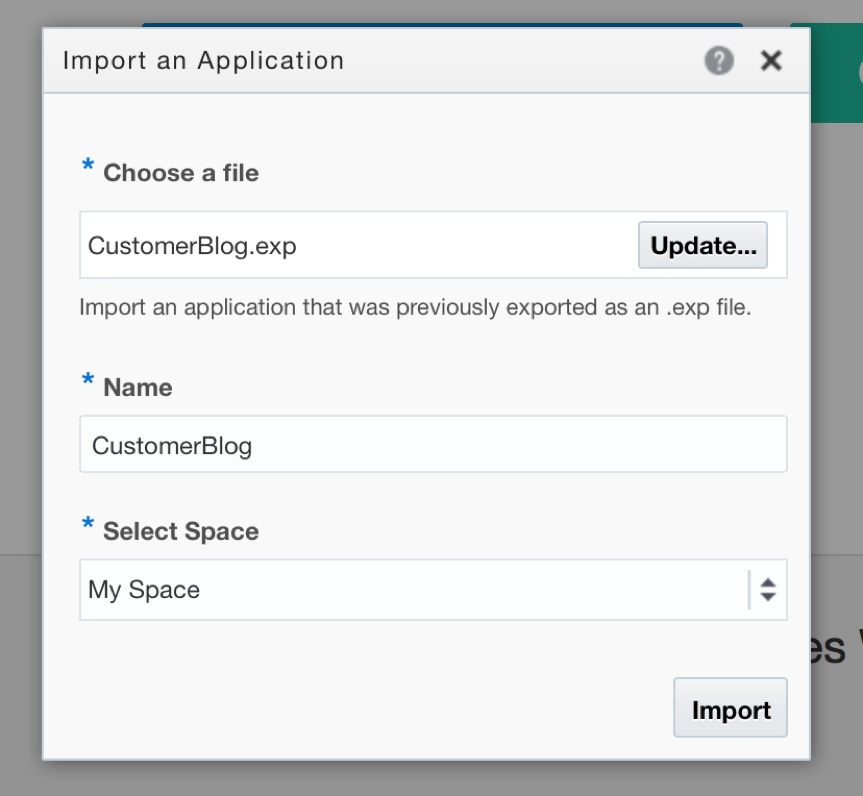 Import an Application
?
* Choose a file
CustomerBlog.exp
Update...
Import an application that was previously exported as an .exp file.
* Name
CustomerBlog
* Select Space
My Space
es
Import